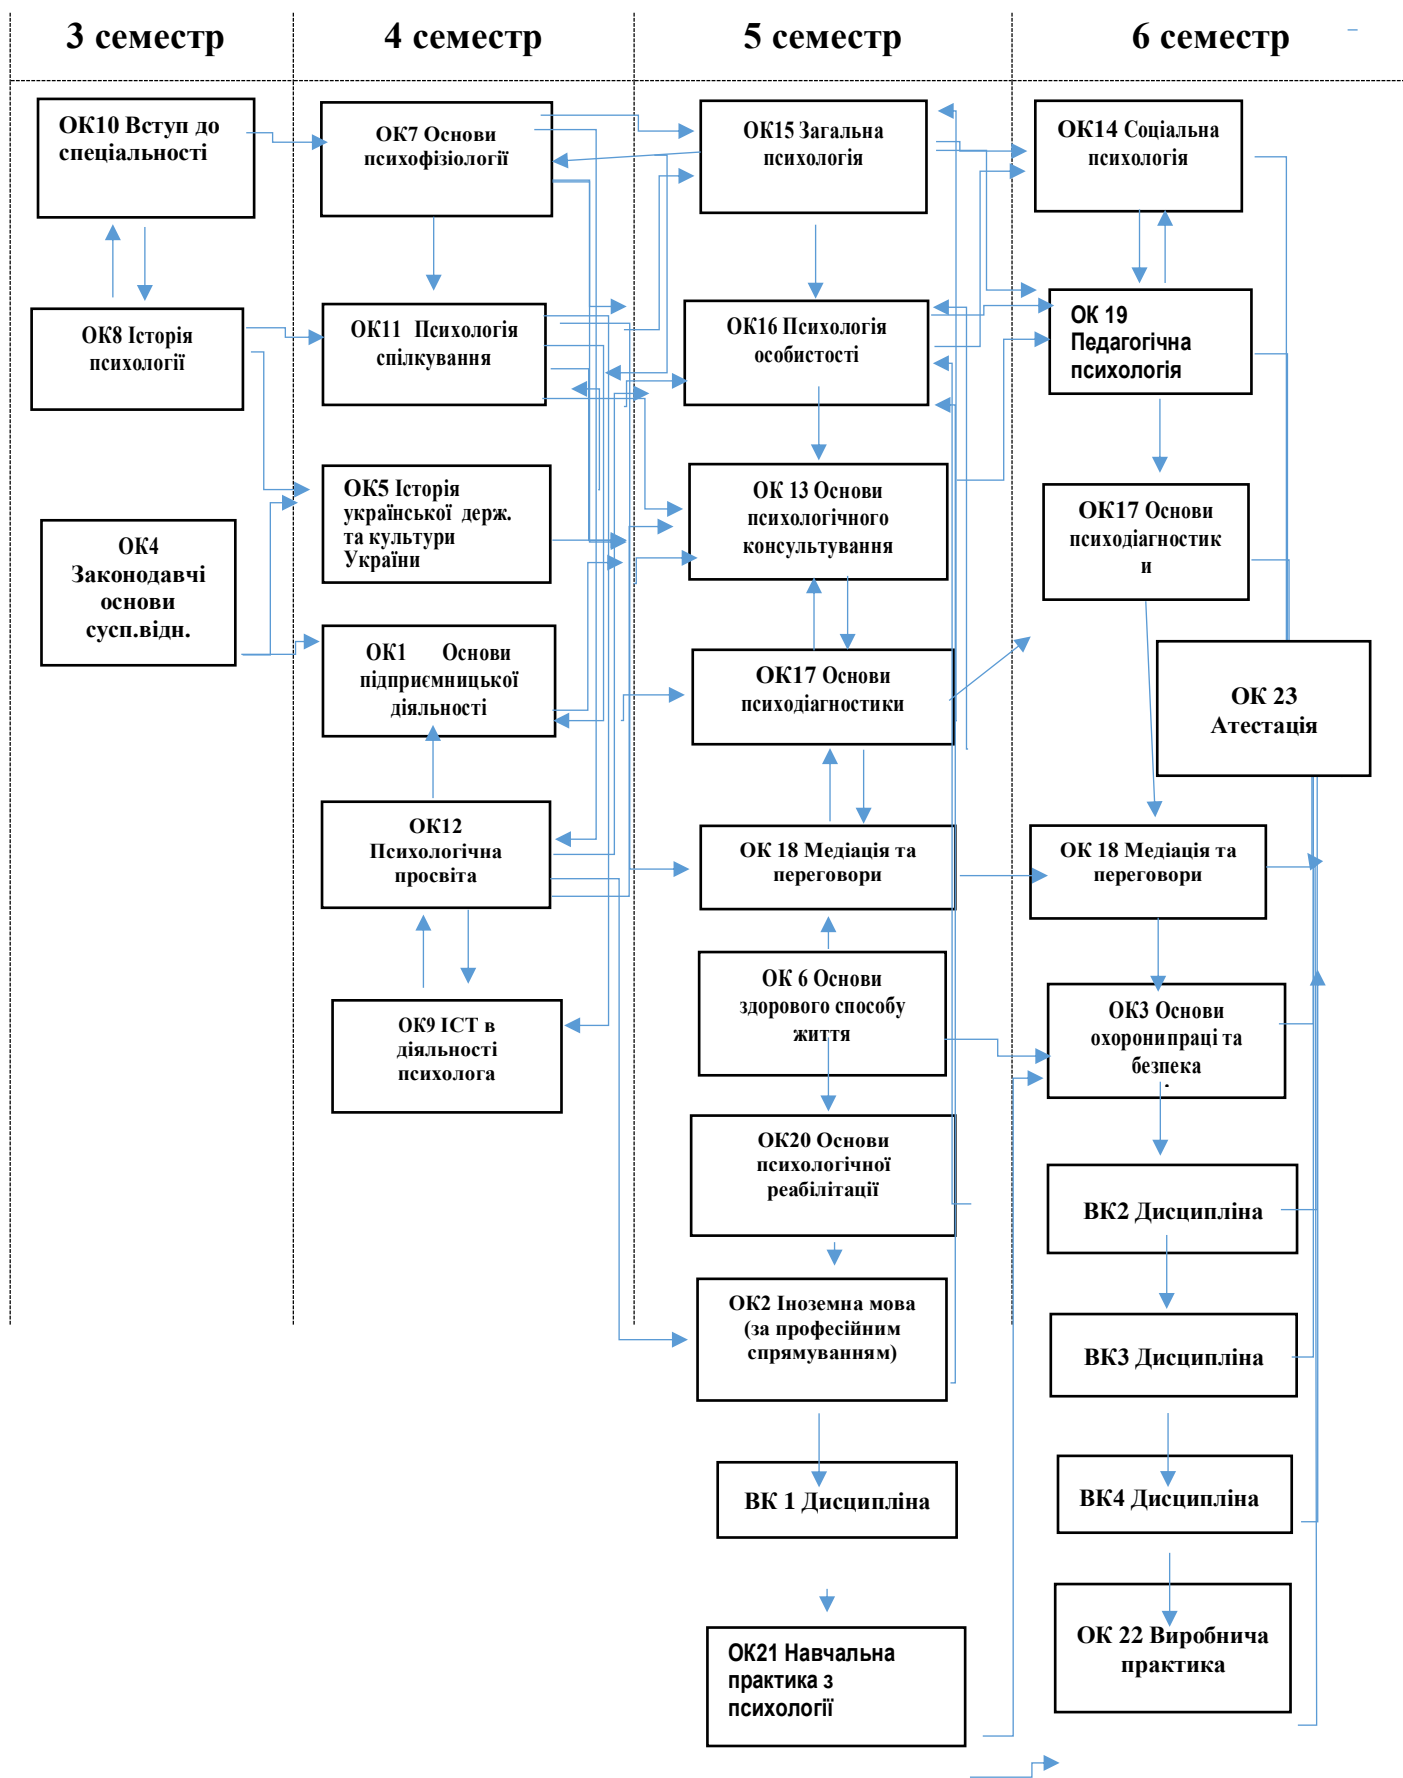 3 семестр
4 семестр
5 семестр
6 семестр
ОК10 Вступ до
спеціальності
ОК8 Історія
психології
ОК4
Законодавчі
основи
сусп.відн.
ОК7 Основи
психофізіології
ОК11 Психологія
спілкування
ОК5 Історія
української держ.
та культури
України
ОК1 Основи
підприємницької
діяльності
ОК12
Психологічна
просвіта
ОК9 ІСТ в
діяльності
психолога
ОК15 Загальна
психологія
ОК16 Психологія
особистості
ОК 13 Основи
психологічного
консультування
ОК17 Основи
психодіагностики
ОК 18 Медіація та
переговори
ОК 6 Основи
здорового способу
життя
ОК20 Основи
психологічної
реабілітації
ОК2 Іноземна мова
(за професійним
спрямуванням)
ВК 1 Дисципліна
ОК21 Навчальна
практика з
психології
ОК14 Соціальна
психологія
ОК 19
Педагогічна
психологія
ОК17 Основи
психодіагностик
и
ОК 23
Атестація
ОК 18 Медіація та
переговори
ОК3 Основи
охорони праці та
безпека
ВК2 Дисципліна
ВК3 Дисципліна
ВК4 Дисципліна
ОК 22 Виробнича
практика